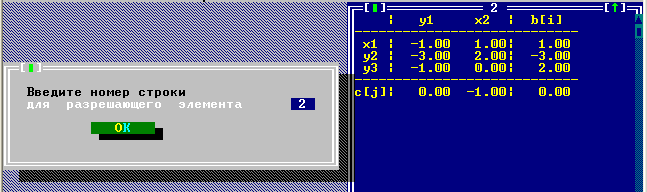 2
¦ y1 x2 ¦ b[i]
x1 ¦ -1.00 1.00¦ 1.00
y2 ¦ -3.00 2.00¦ -3.00
y3 ¦ -1.00 0.00¦ 2.00
c[j]¦ 0.00 -1.00¦ 0.00
Введите номер строки
для разрешающего элемента 2
OK